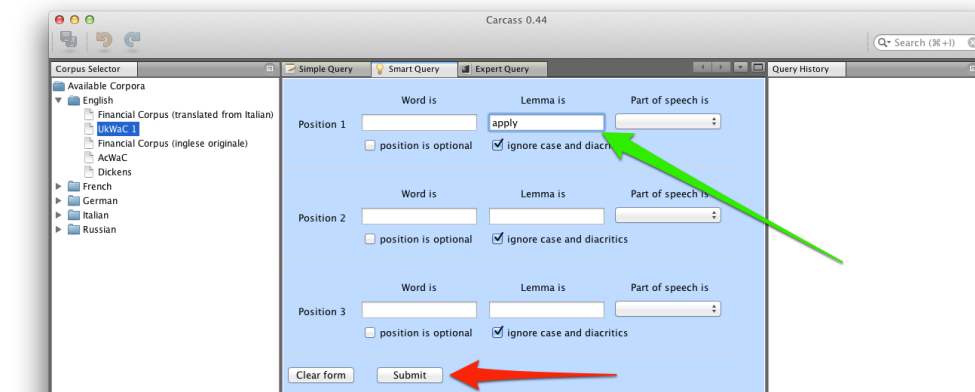 Carcass 0.44
Search (⌘+I)
Corpus Selector
Simple Query
Smart Query
Expert Query
Query History
Available Corpora
English
Financial Corpus (translated from Italian)
UkWaC 1
Financial Corpus (inglese originale)
AcWaC
Dickens
French
German
Italian
Russian
Word is Lemma is Part of speech is
Position 1 apply
position is optional ignore case and
Word is Lemma is Part of speech is
Position 2
position is optional ignore case and diacritics
Word is Lemma is Part of speech is
Position 3
position is optional ignore case and diacritics
Clear form Submit